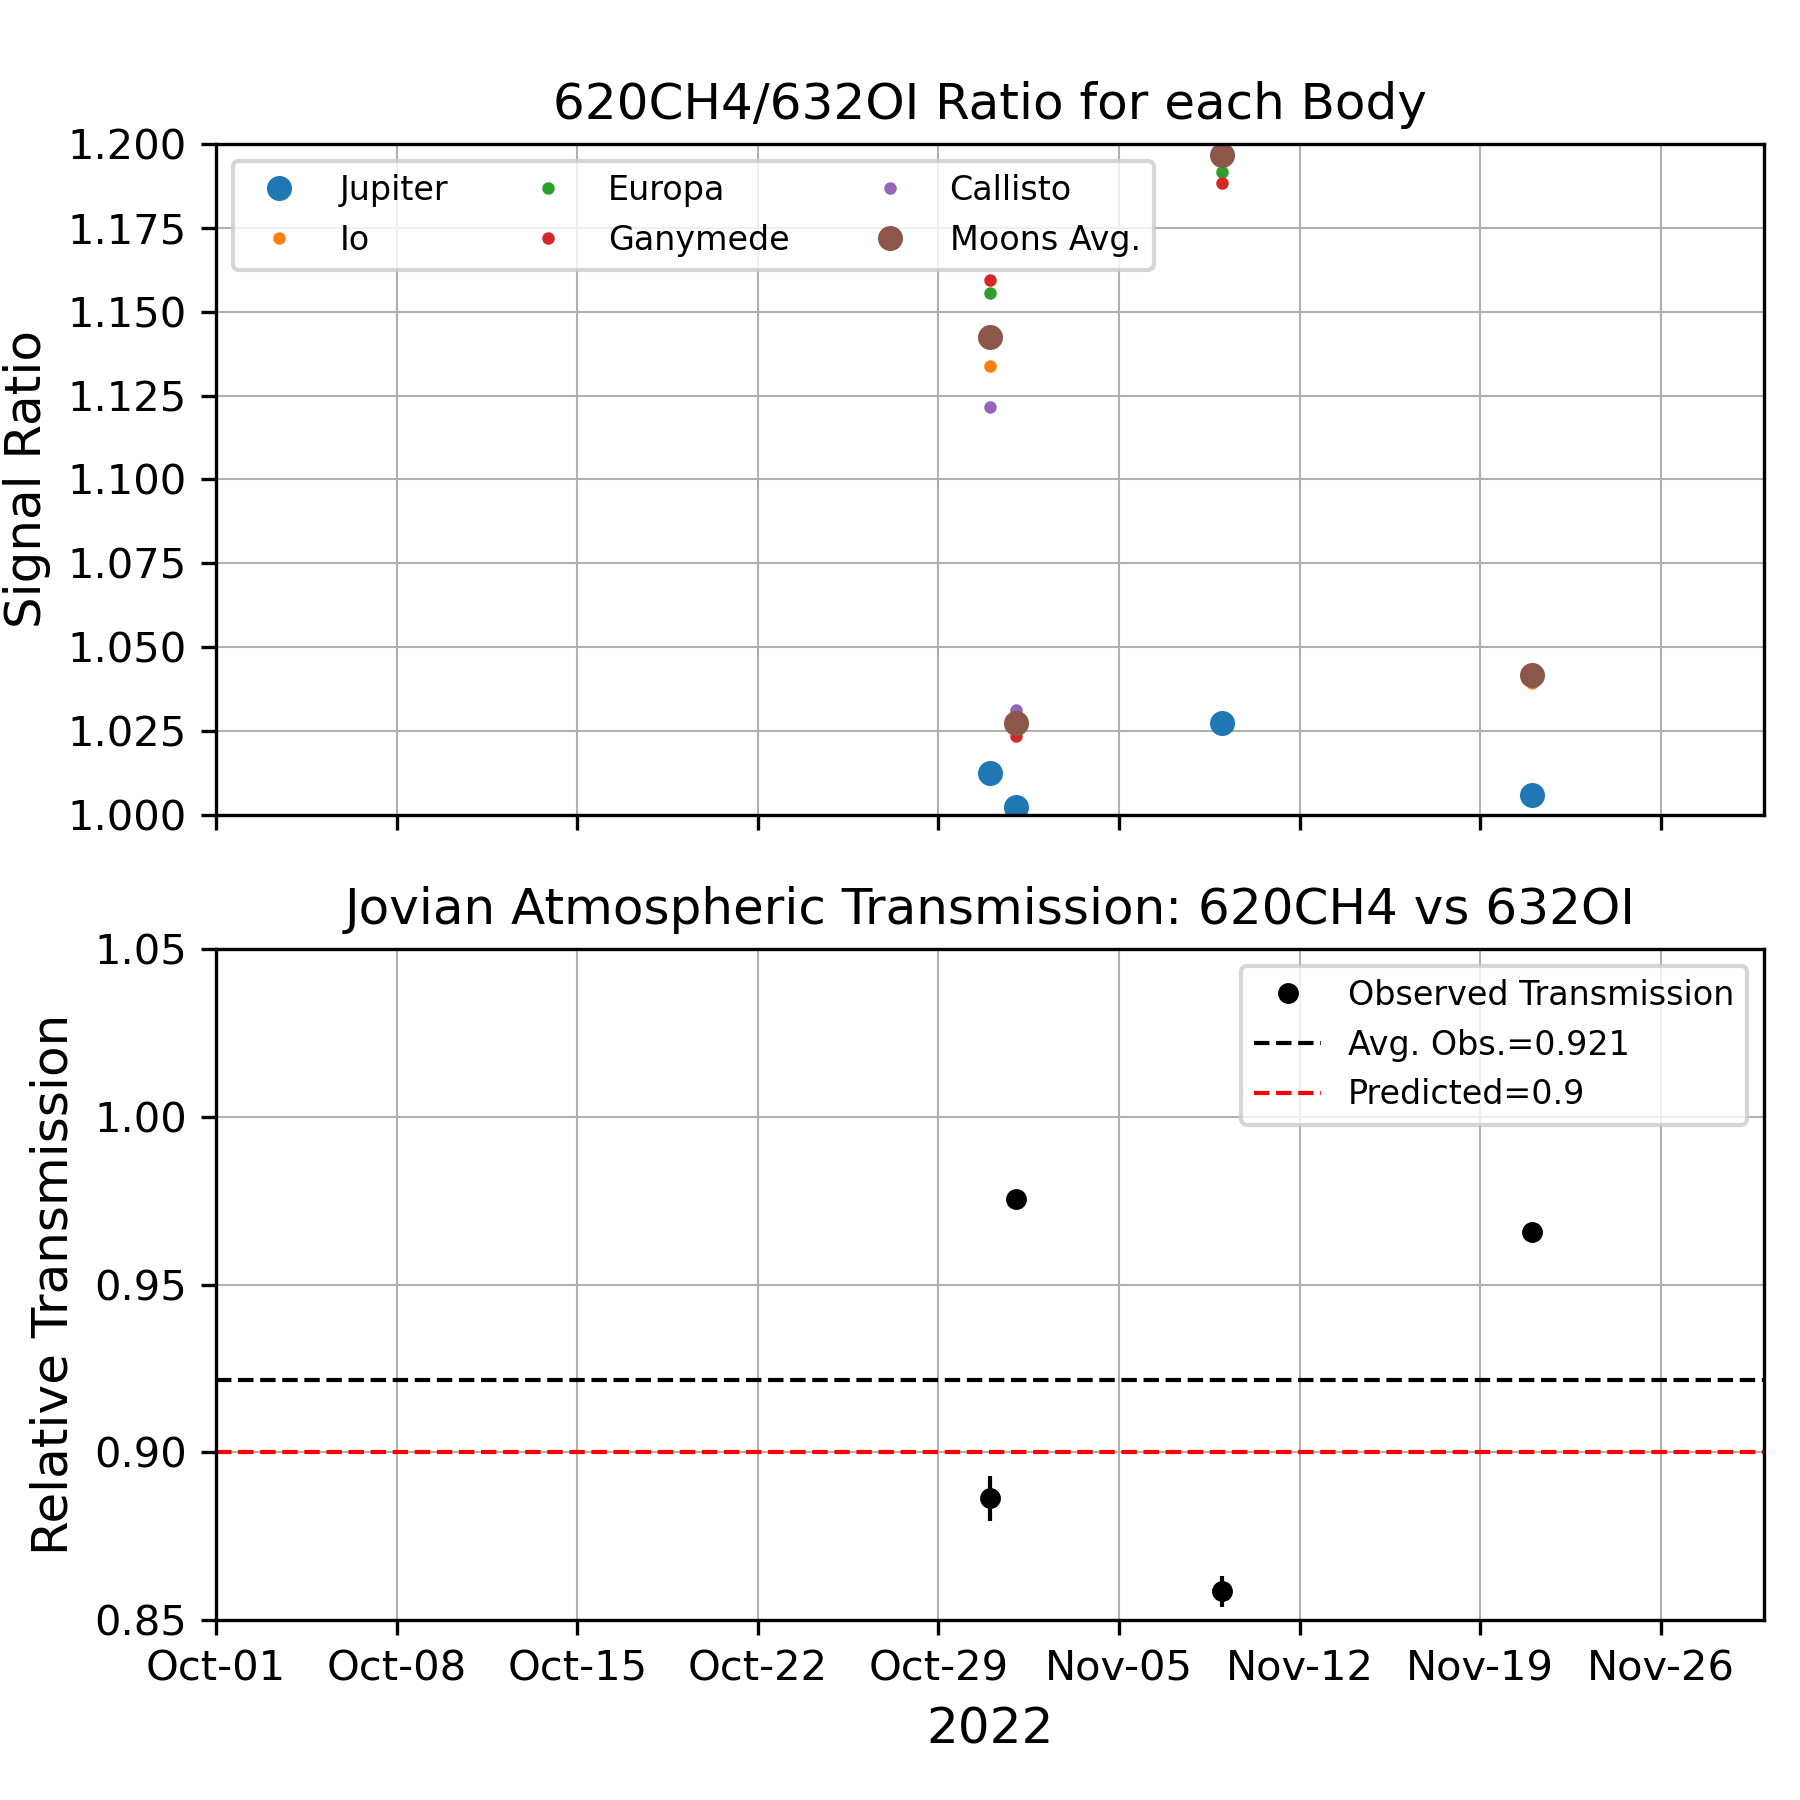 620CH4/632OI Ratio for each Body
1.200
1.175
1.150
1.125
1.100
1.075
1.050
1.025
1.000
Signal Ratio
Jupiter
Io
Europa
Ganymede
Callisto
Moons Avg.
Jovian Atmospheric Transmission: 620CH4 vs 632OI
1.05
1.00
0.95
0.90
0.85
Relative Transmission
Observed Transmission
Avg. Obs.=0.921
Predicted=0.9
Oct-01 Oct-08 Oct-15 Oct-22 Oct-29 Nov-05 Nov-12 Nov-19 Nov-26
2022